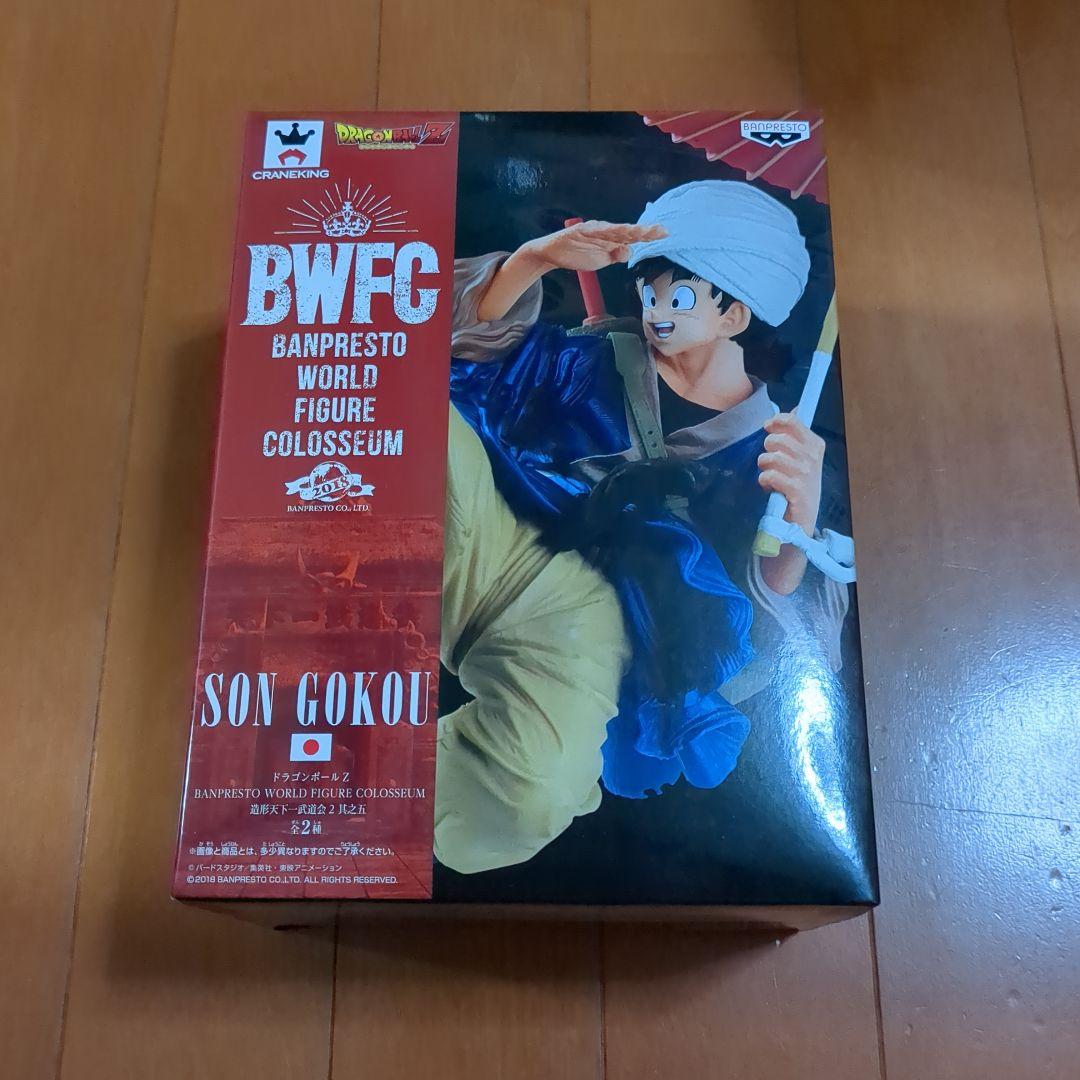 CRANEKING
DRAGONBALL Z
BANPRESTO
BWFC
BANPRESTO
WORLD
FIGURE
COLOSSEUM
2018
BANPRESTO CO., LTD.
SON GOKOU
ドラゴンボールZ
BANPRESTO WORLD FIGURE COLOSSEUM
造形天下一武道会2 其之五
全2種
※画像と商品とは、多少異なりますのでご了承ください。
©バードスタジオ/集英社・東映アニメーション
©2018 BANPRESTO CO.,LTD. ALL RIGHTS RESERVED.